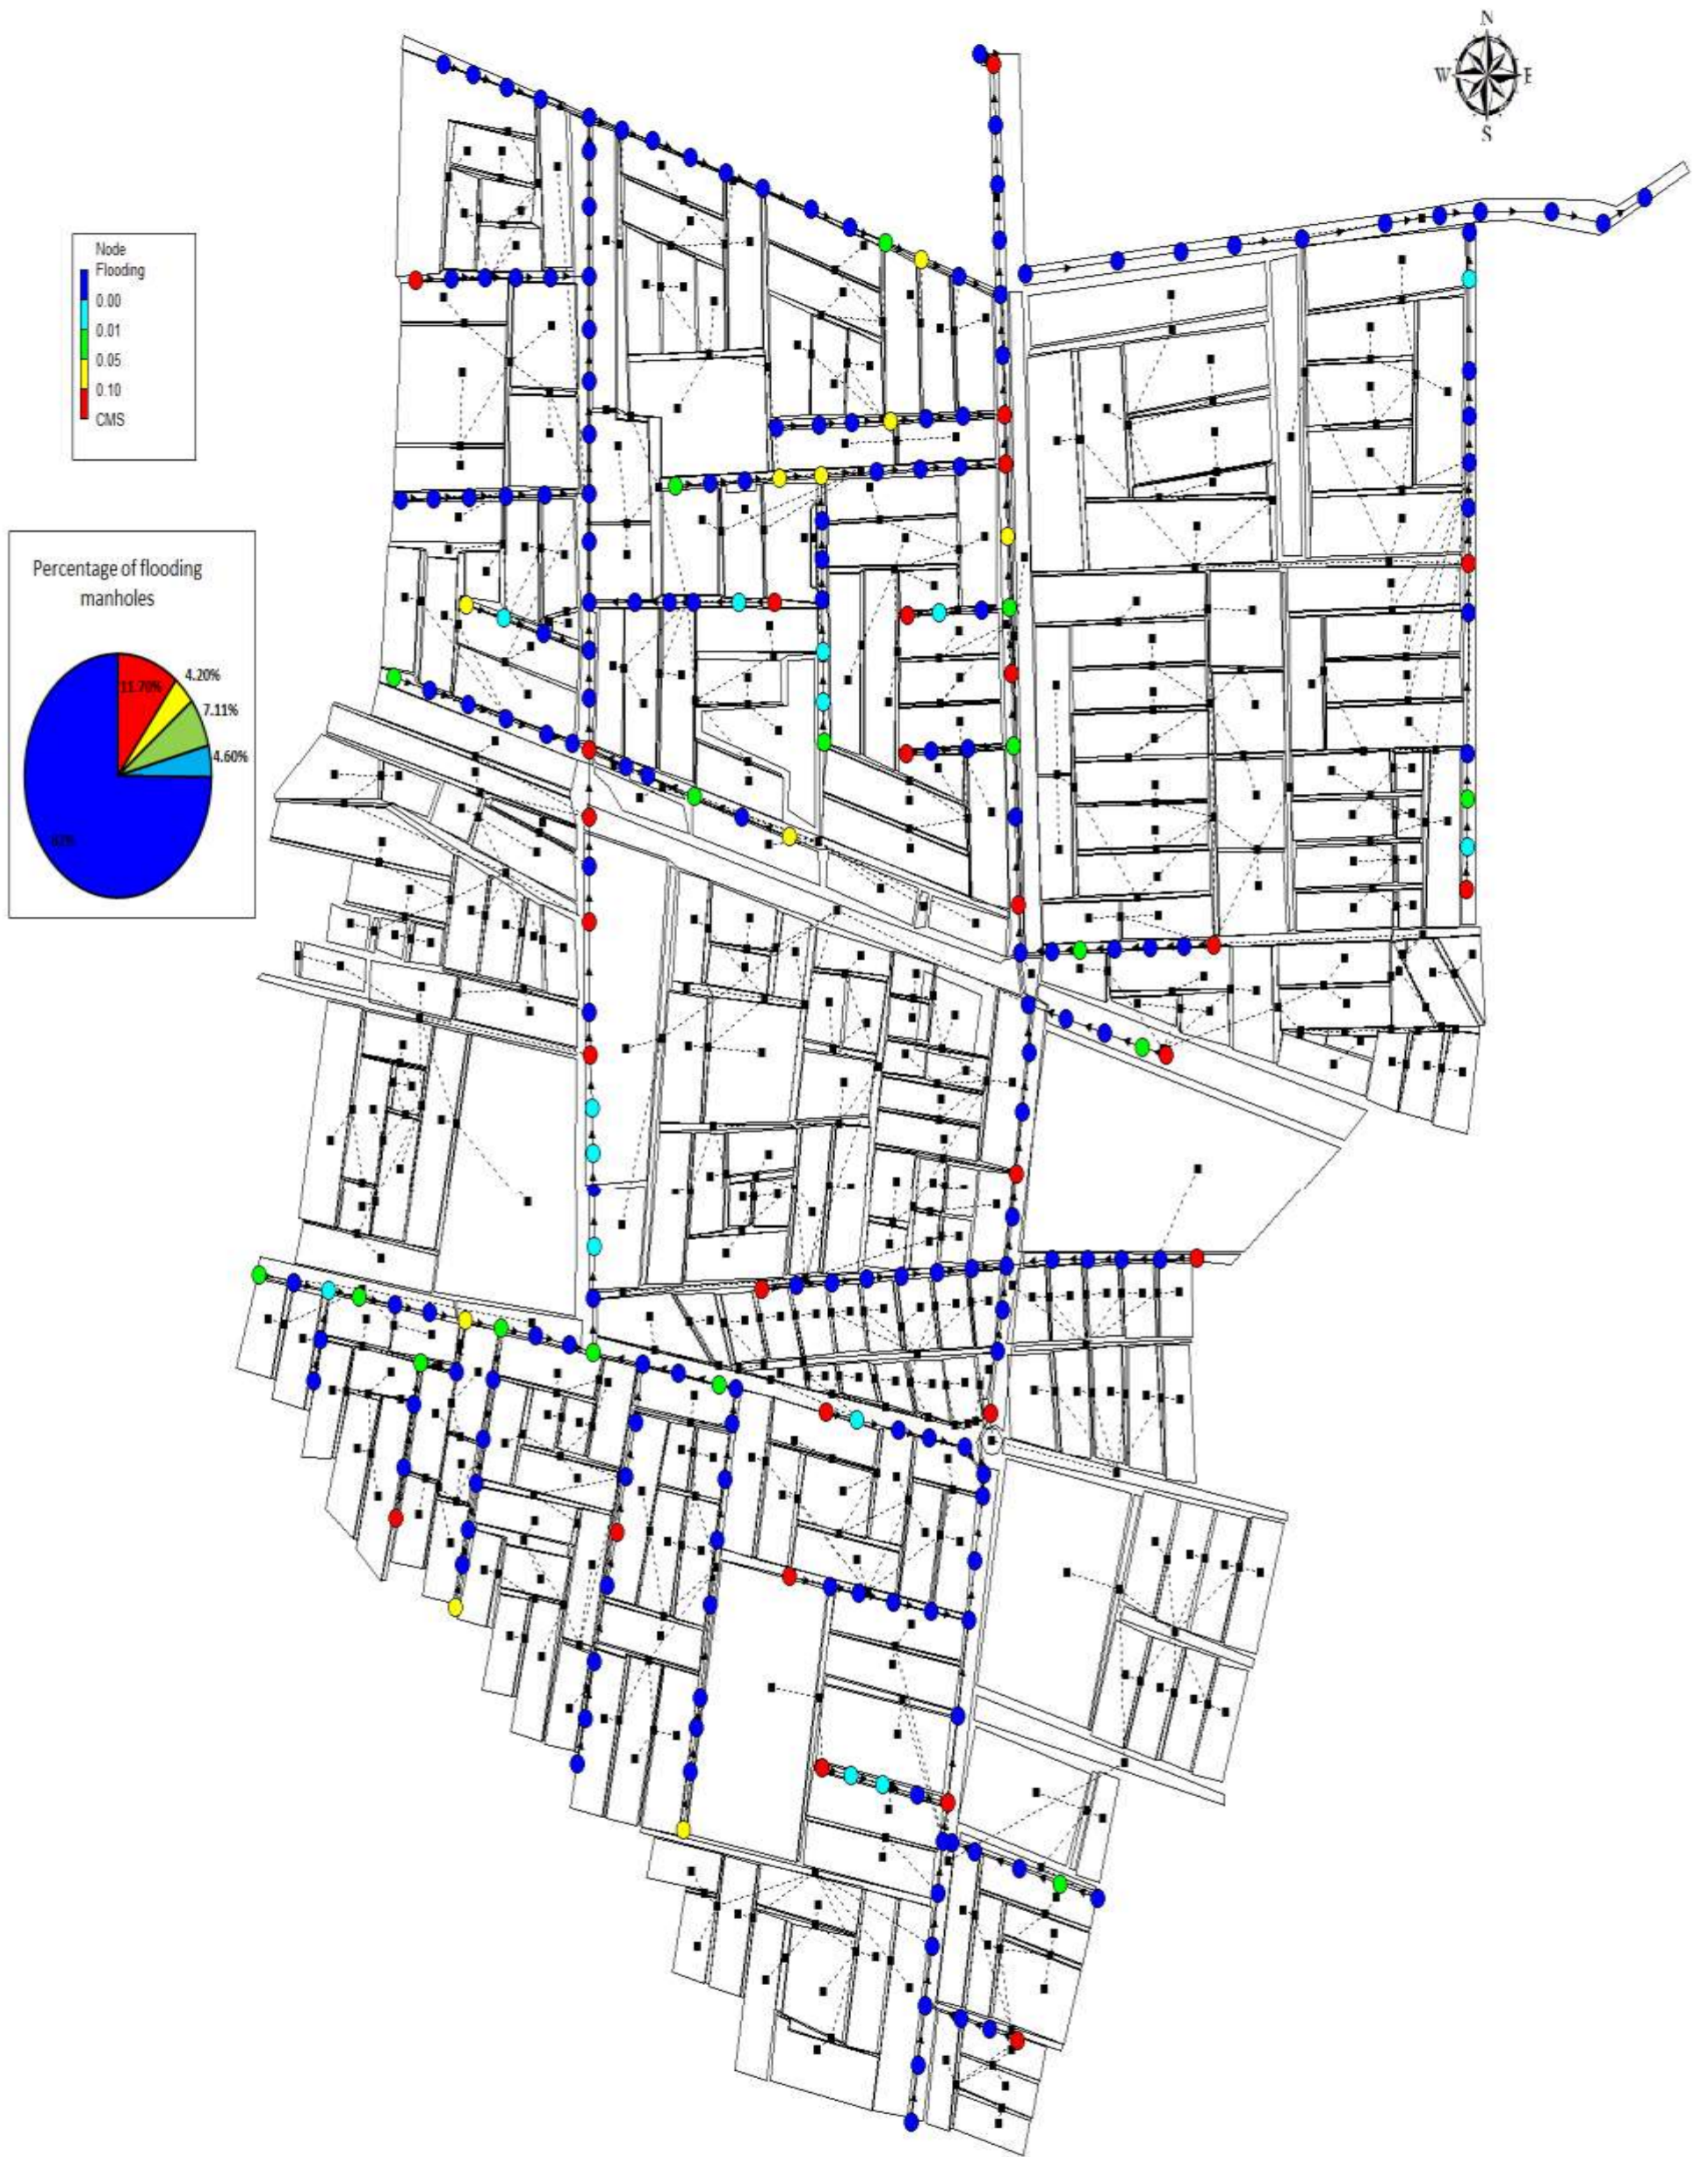 N
W
E
S
Node
Flooding
0.00
0.01
0.05
0.10
CMS
Percentage of flooding
manholes
11.70%
4.20%
7.11%
4.60%